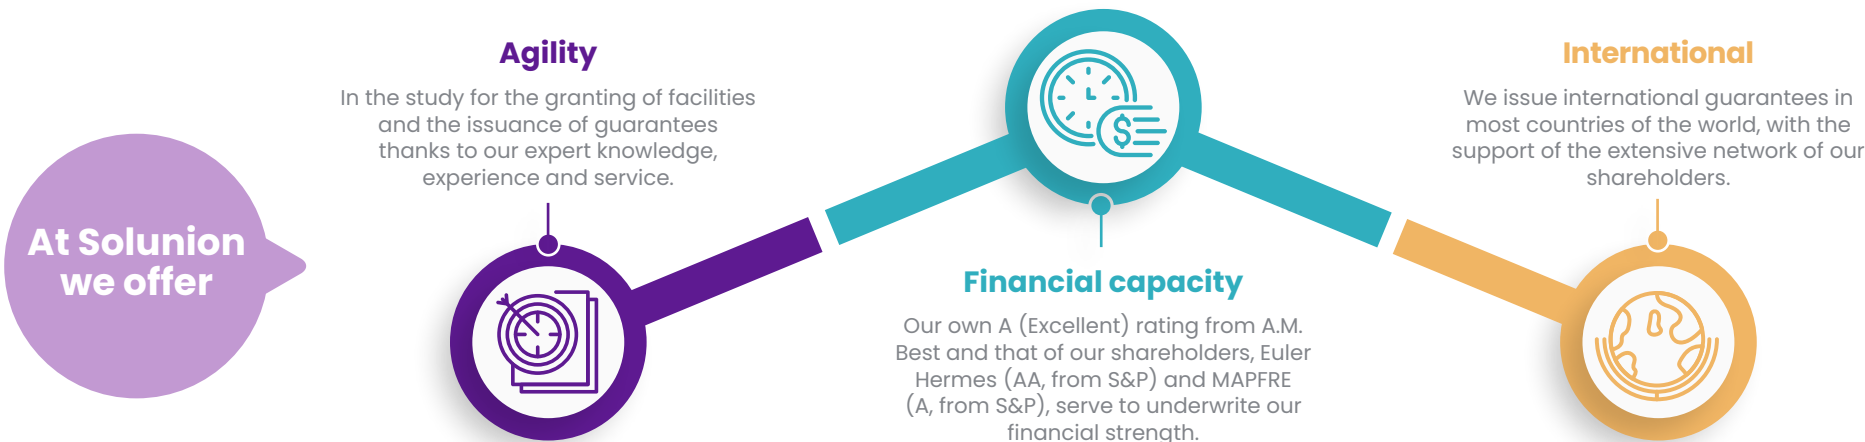 At Solunion
we offer
Agility
In the study for the granting of facilities
and the issuance of guarantees
thanks to our expert knowledge,
experience and service.
$
Financial capacity
Our own A (Excellent) rating from A.M.
Best and that of our shareholders, Euler
Hermes (AA, from S&P) and MAPFRE
(A, from S&P), serve to underwrite our
financial strength.
International
We issue international guarantees in
most countries of the world, with the
support of the extensive network of our
shareholders.